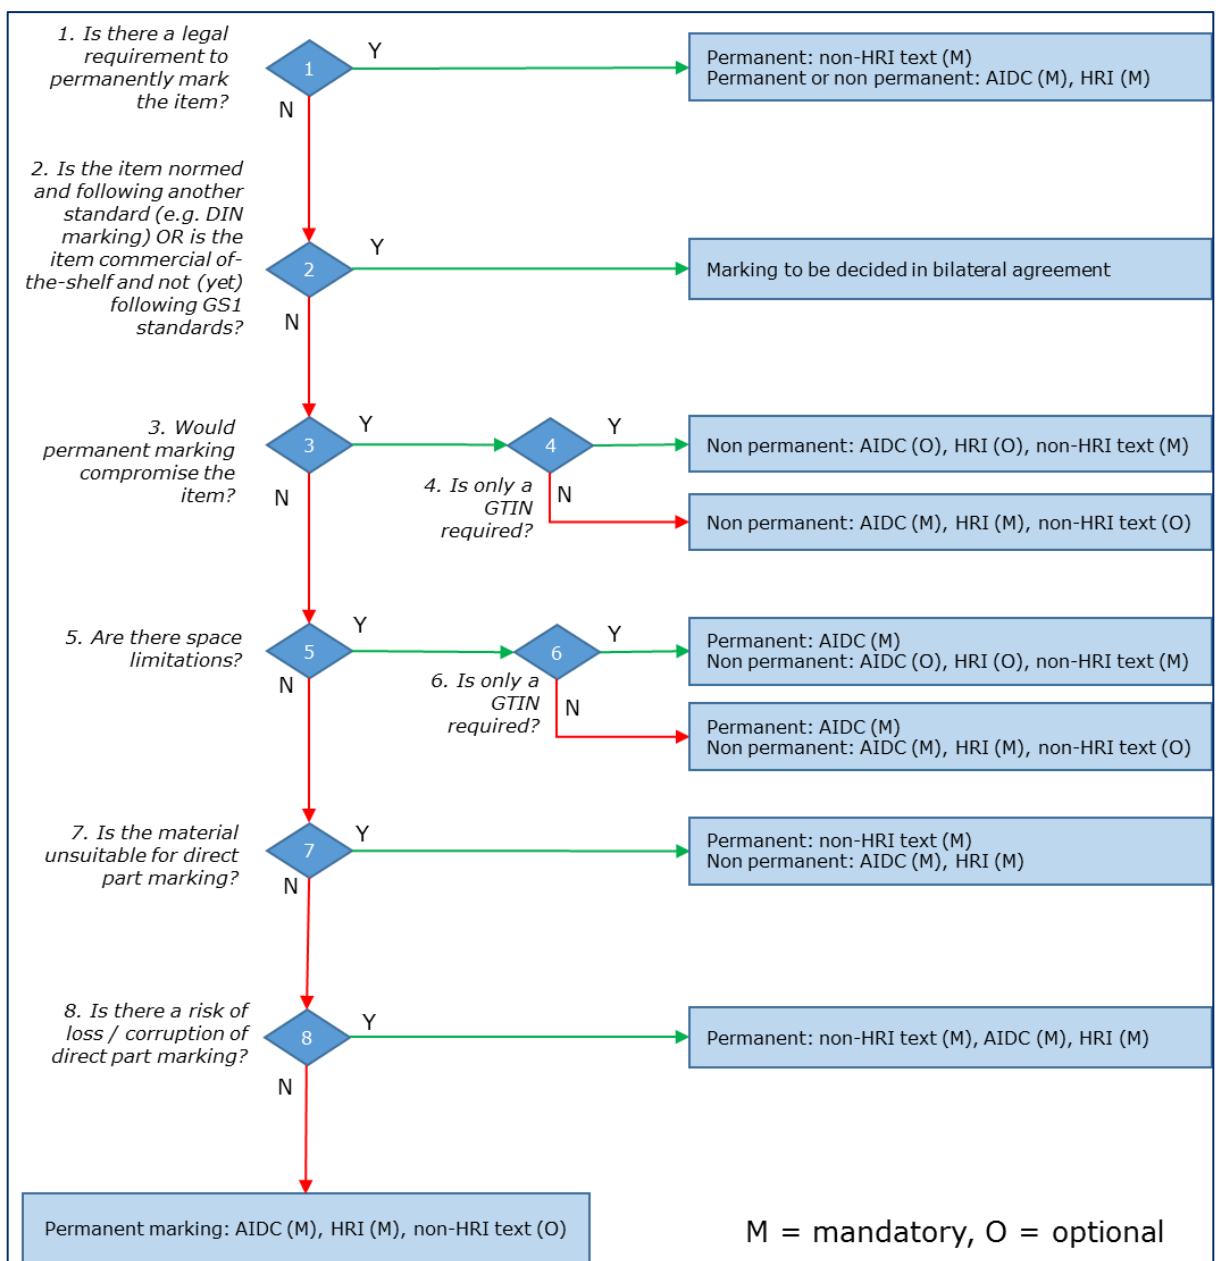 1. Is there a legal
requirement to
permanently mark
the item?
1
Y
N
Permanent: non-HRI text (M)
Permanent or non permanent: AIDC (M), HRI (M)
2. Is the item normed
and following another
standard (e.g. DIN
marking) OR is the
item commercial of-
the-shelf and not (yet)
following GS1
standards?
2
Y
N
Marking to be decided in bilateral agreement
3. Would
permanent marking
compromise the
item?
3
Y
N
4. Is only a
GTIN
required?
4
Y
N
Non permanent: AIDC (O), HRI (O), non-HRI text (M)
Non permanent: AIDC (M), HRI (M), non-HRI text (O)
5. Are there space
limitations?
5
Y
N
6. Is only a
GTIN
required?
6
Y
N
Permanent: AIDC (M)
Non permanent: AIDC (O), HRI (O), non-HRI text (M)
Permanent: AIDC (M)
Non permanent: AIDC (M), HRI (M), non-HRI text (O)
7. Is the material
unsuitable for direct
part marking?
7
Y
N
Permanent: non-HRI text (M)
Non permanent: AIDC (M), HRI (M)
8. Is there a risk of
loss / corruption of
direct part marking?
8
Y
N
Permanent: non-HRI text (M), AIDC (M), HRI (M)
Permanent marking: AIDC (M), HRI (M), non-HRI text (O)
M = mandatory, O = optional